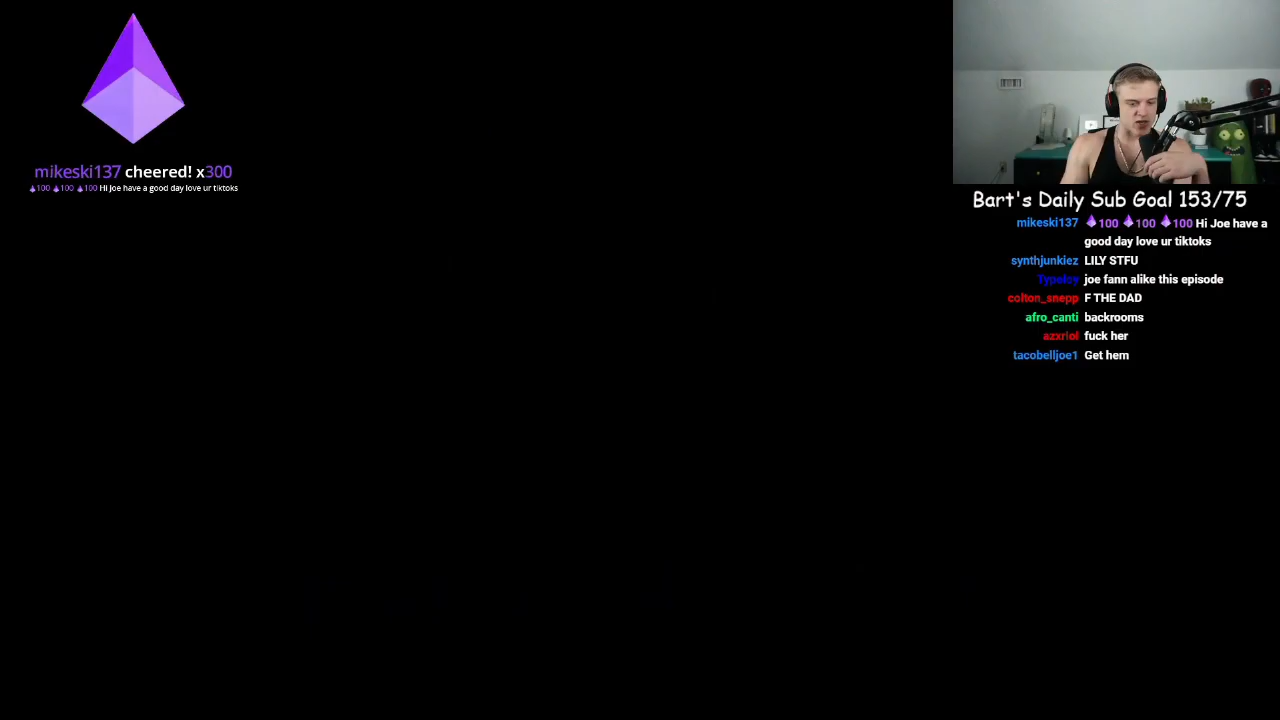 mikeski137 cheered! x300
100 100 100 Hi Joe have a good day love ur tiktoks
Bart's Daily Sub Goal 153/75
mikeski137 100 100 100 Hi Joe have a
good day love ur tiktoks
synthjunkiez LILY STFU
joe fann alike this episode
colton_snepp F THE DAD
afro_canti backrooms
azxriol fuck her
tacobelljoe1 Get hem